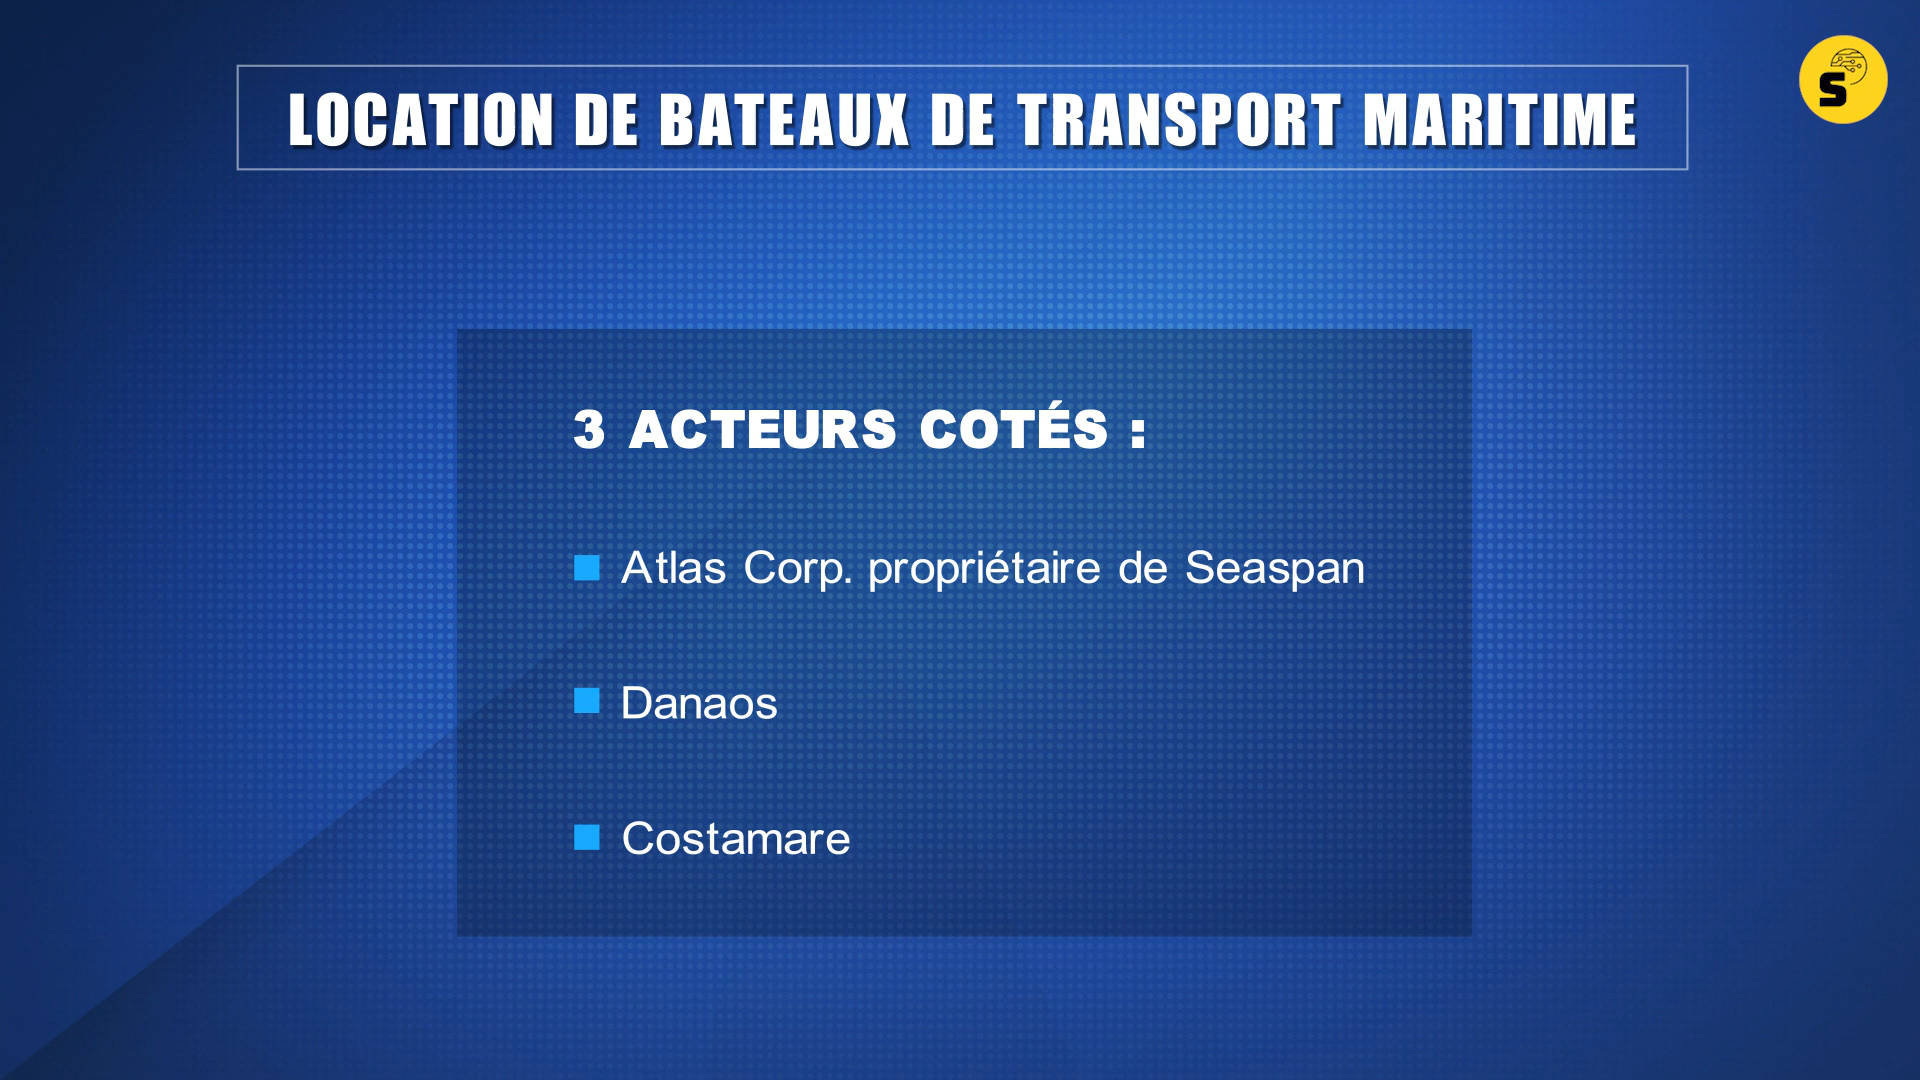 LOCATION DE BATEAUX DE TRANSPORT MARITIME
S
3 ACTEURS COTÉS :
Atlas Corp. propriétaire de Seaspan
Danaos
Costamare